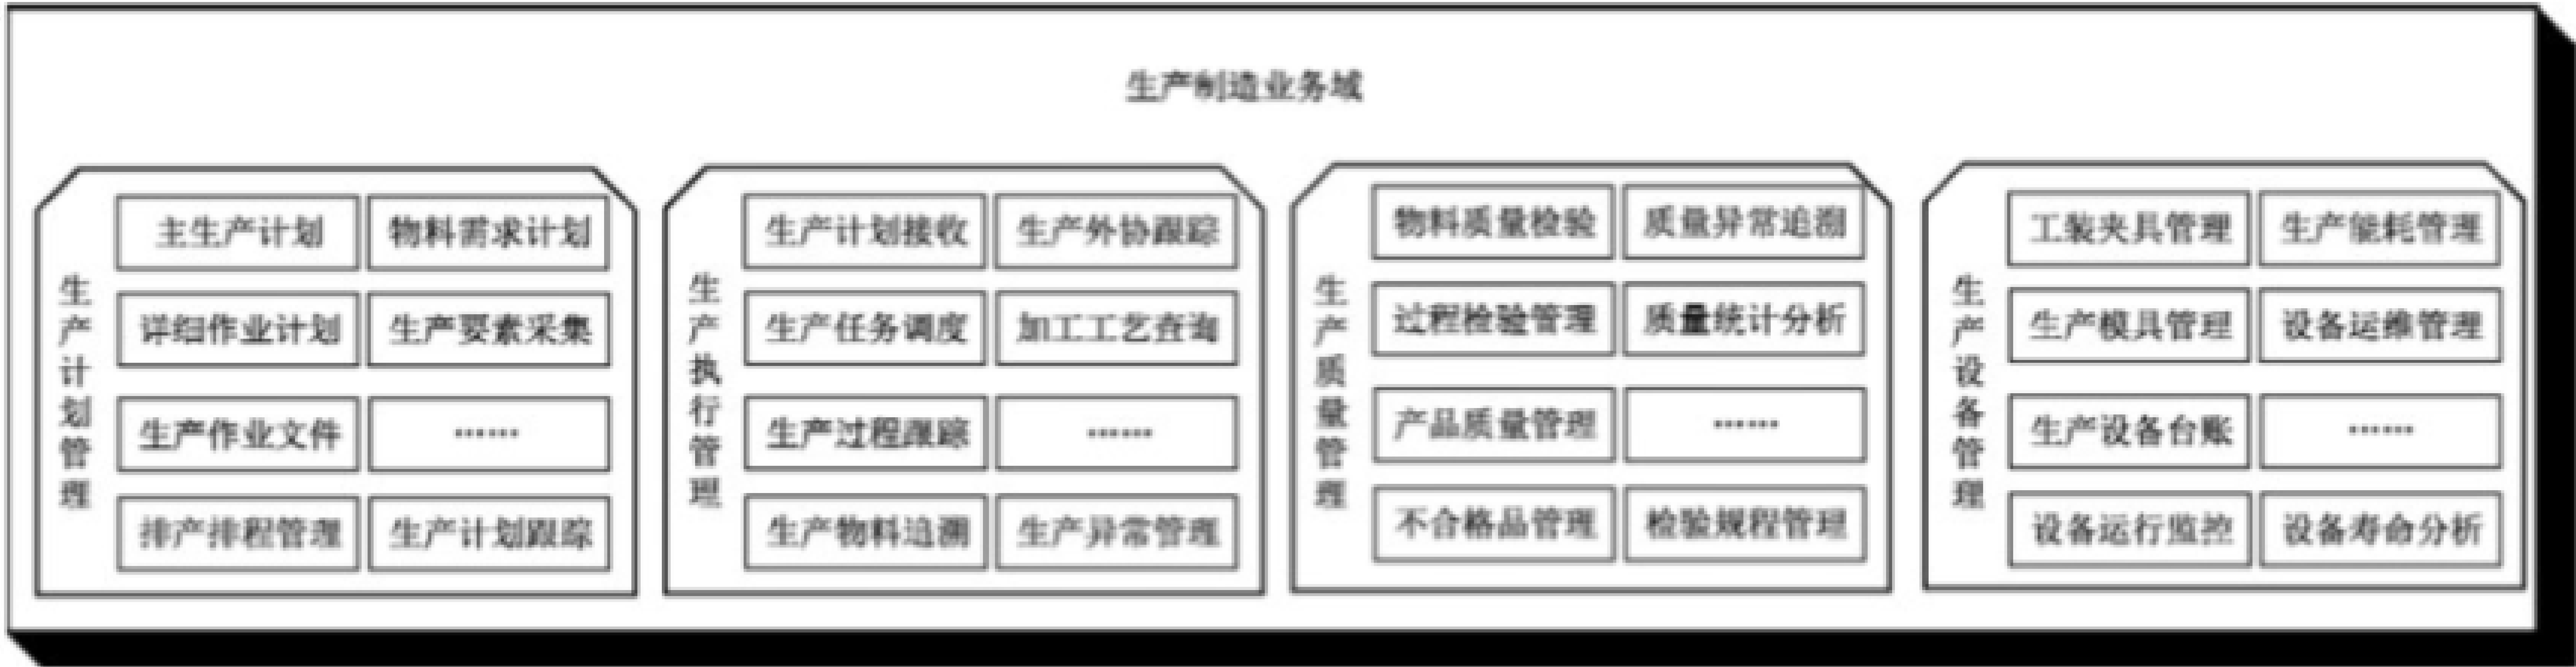 生产制造业务域
生产计划管理
主生产计划
物料需求计划
详细作业计划
生产要素采集
生产作业文件
……
排产排程管理
生产计划跟踪
生产执行管理
生产计划接收
生产外协跟踪
生产任务调度
加工工艺查询
生产过程跟踪
……
生产物料追溯
生产异常管理
生产质量管理
物料质量检验
质量异常追溯
过程检验管理
质量统计分析
产品质量管理
……
不合格品管理
检验规程管理
生产设备管理
工装夹具管理
生产能耗管理
生产模具管理
设备运维管理
生产设备台账
……
设备运行监控
设备寿命分析